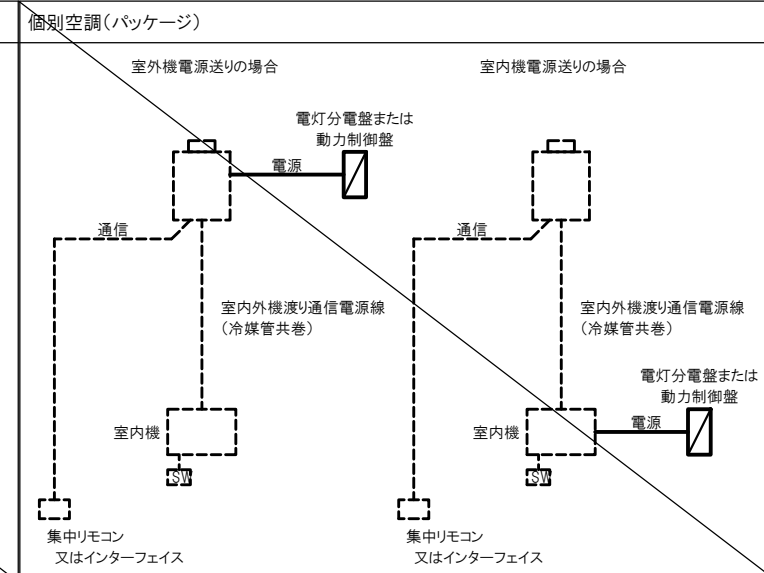 個別空調(パッケージ)
室外機電源送りの場合
電灯分電盤または
動力制御盤
電源
通信
室内外機渡り通信電源線
(冷媒管共巻)
室内機
SW
集中リモコン
又はインターフェイス
室内機電源送りの場合
通信
室内外機渡り通信電源線
(冷媒管共巻)
電灯分電盤または
動力制御盤
電源
室内機
SW
集中リモコン
又はインターフェイス